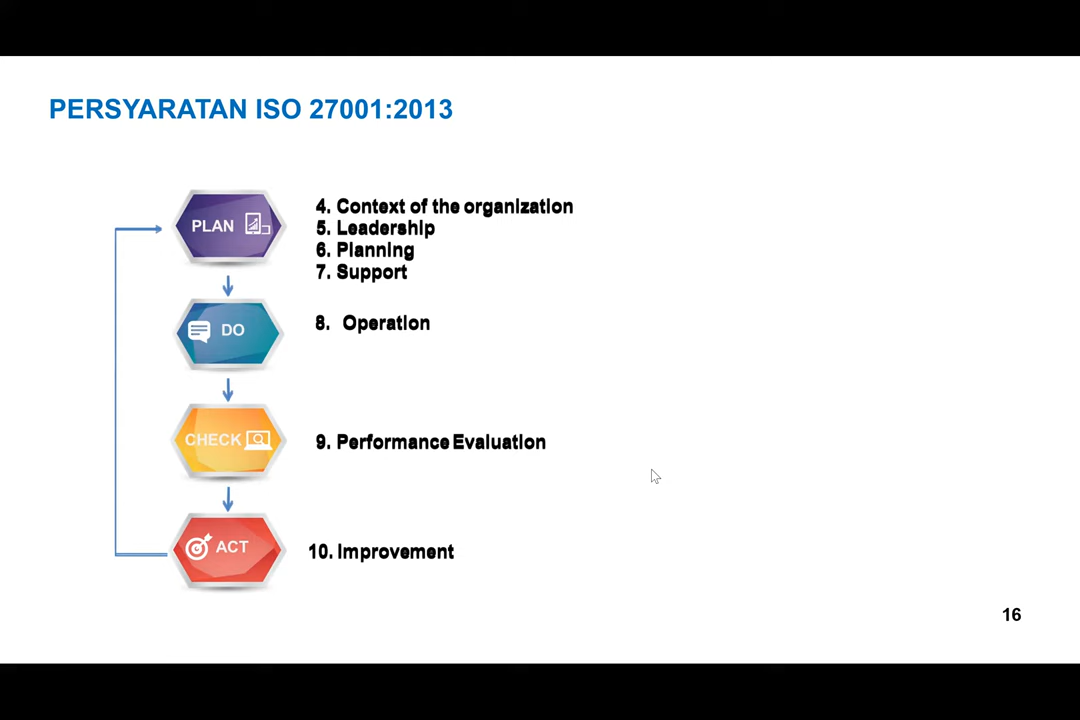 PERSYARATAN ISO 27001:2013
PLAN
4. Context of the organization
5. Leadership
6. Planning
7. Support
DO
8. Operation
CHECK
9. Performance Evaluation
ACT
10. Improvement
16